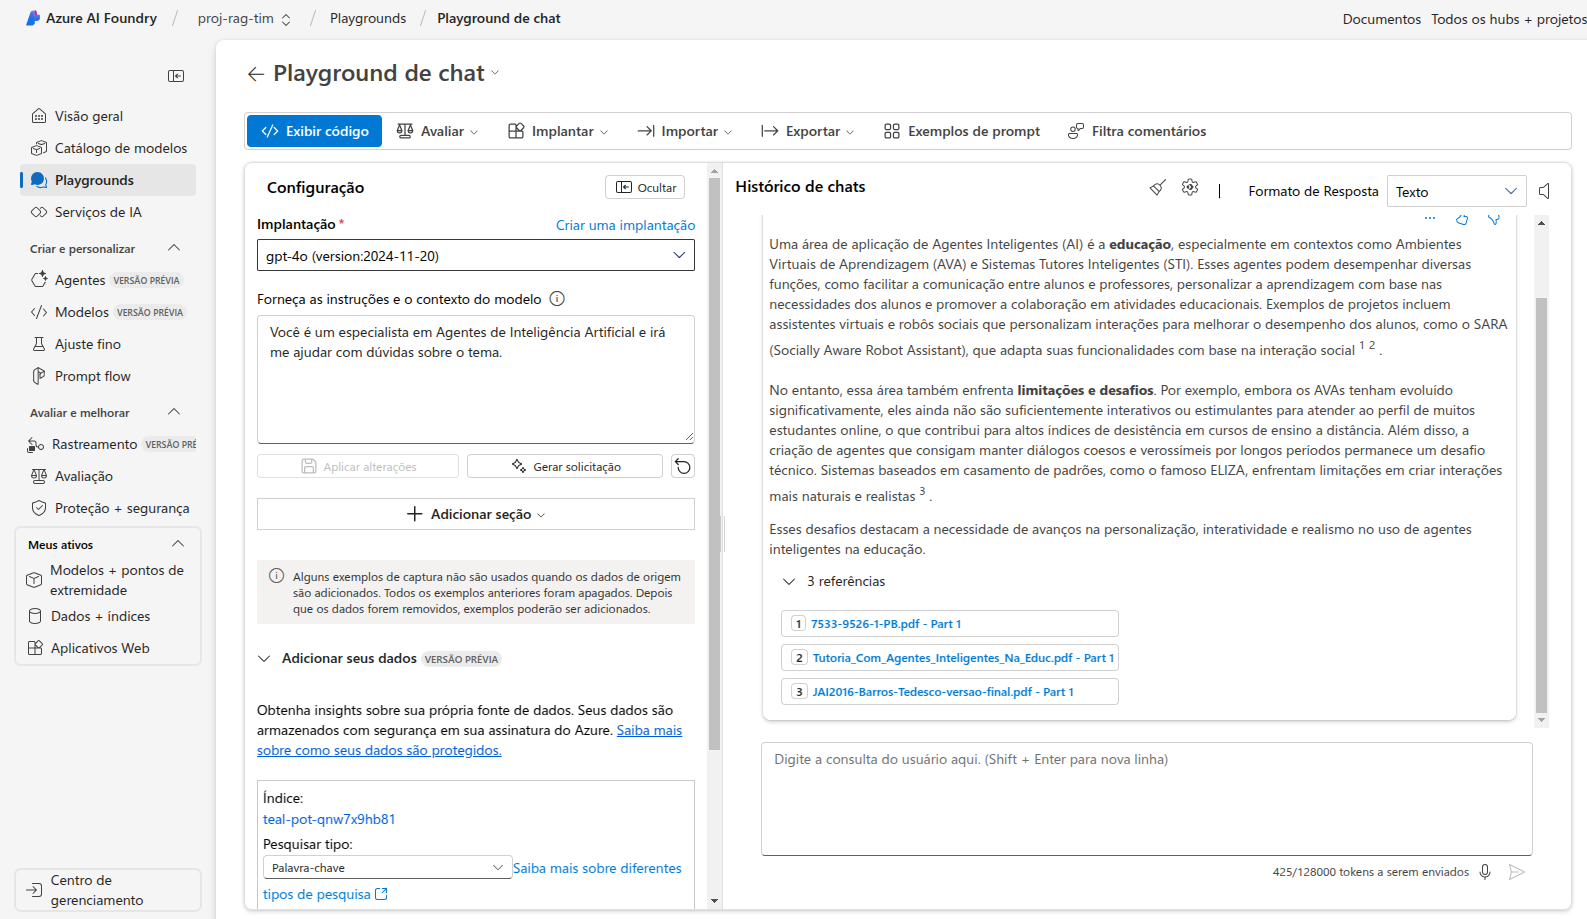 Azure AI Foundry / proj-rag-tim / Playgrounds / Playground de chat
Documentos Todos os hubs + projetos
Visão geral
Catálogo de modelos
Playgrounds
Serviços de IA
Criar e personalizar
Agentes VERSÃO PRÉVIA
Modelos VERSÃO PRÉVIA
Ajuste fino
Prompt flow
Avaliar e melhorar
Rastreamento VERSÃO PRÉ
Avaliação
Proteção + segurança
Meus ativos
Modelos + pontos de
extremidade
Dados + índices
Aplicativos Web
Centro de
gerenciamento
Playground de chat
Exibir código
Avaliar
Implantar
Importar
Exportar
Exemplos de prompt
Filtra comentários
Configuração
Ocultar
Implantação *
Criar uma implantação
gpt-4o (version:2024-11-20)
Forneça as instruções e o contexto do modelo
Você é um especialista em Agentes de Inteligência Artificial e irá
me ajudar com dúvidas sobre o tema.
Aplicar alterações
Gerar solicitação
Adicionar seção
Alguns exemplos de captura não são usados quando os dados de origem
são adicionados. Todos os exemplos anteriores foram apagados. Depois
que os dados forem removidos, exemplos poderão ser adicionados.
Adicionar seus dados VERSÃO PRÉVIA
Obtenha insights sobre sua própria fonte de dados. Seus dados são
armazenados com segurança em sua assinatura do Azure. Saiba mais
sobre como seus dados são protegidos.
Índice:
teal-pot-qnw7x9hb81
Pesquisar tipo:
Palavra-chave
Saiba mais sobre diferentes
tipos de pesquisa
Histórico de chats
Formato de Resposta
Texto
Uma área de aplicação de Agentes Inteligentes (AI) é a educação, especialmente em contextos como Ambientes
Virtuais de Aprendizagem (AVA) e Sistemas Tutores Inteligentes (STI). Esses agentes podem desempenhar diversas
funções, como facilitar a comunicação entre alunos e professores, personalizar a aprendizagem com base nas
necessidades dos alunos e promover a colaboração em atividades educacionais. Exemplos de projetos incluem
assistentes virtuais e robôs sociais que personalizam interações para melhorar o desempenho dos alunos, como o SARA
(Socially Aware Robot Assistant), que adapta suas funcionalidades com base na interação social 1 2 .
No entanto, essa área também enfrenta limitações e desafios. Por exemplo, embora os AVAs tenham evoluído
significativamente, eles ainda não são suficientemente interativos ou estimulantes para atender ao perfil de muitos
estudantes online, o que contribui para altos índices de desistência em cursos de ensino a distância. Além disso, a
criação de agentes que consigam manter diálogos coesos e verossímeis por longos períodos permanece um desafio
técnico. Sistemas baseados em casamento de padrões, como o famoso ELIZA, enfrentam limitações em criar interações
mais naturais e realistas 3 .
Esses desafios destacam a necessidade de avanços na personalização, interatividade e realismo no uso de agentes
inteligentes na educação.
3 referências
1 7533-9526-1-PB.pdf - Part 1
2 Tutoria_Com_Agentes_Inteligentes_Na_Educ.pdf - Part 1
3 JAI2016-Barros-Tedesco-versao-final.pdf - Part 1
Digite a consulta do usuário aqui. (Shift + Enter para nova linha)
425/128000 tokens a serem enviados